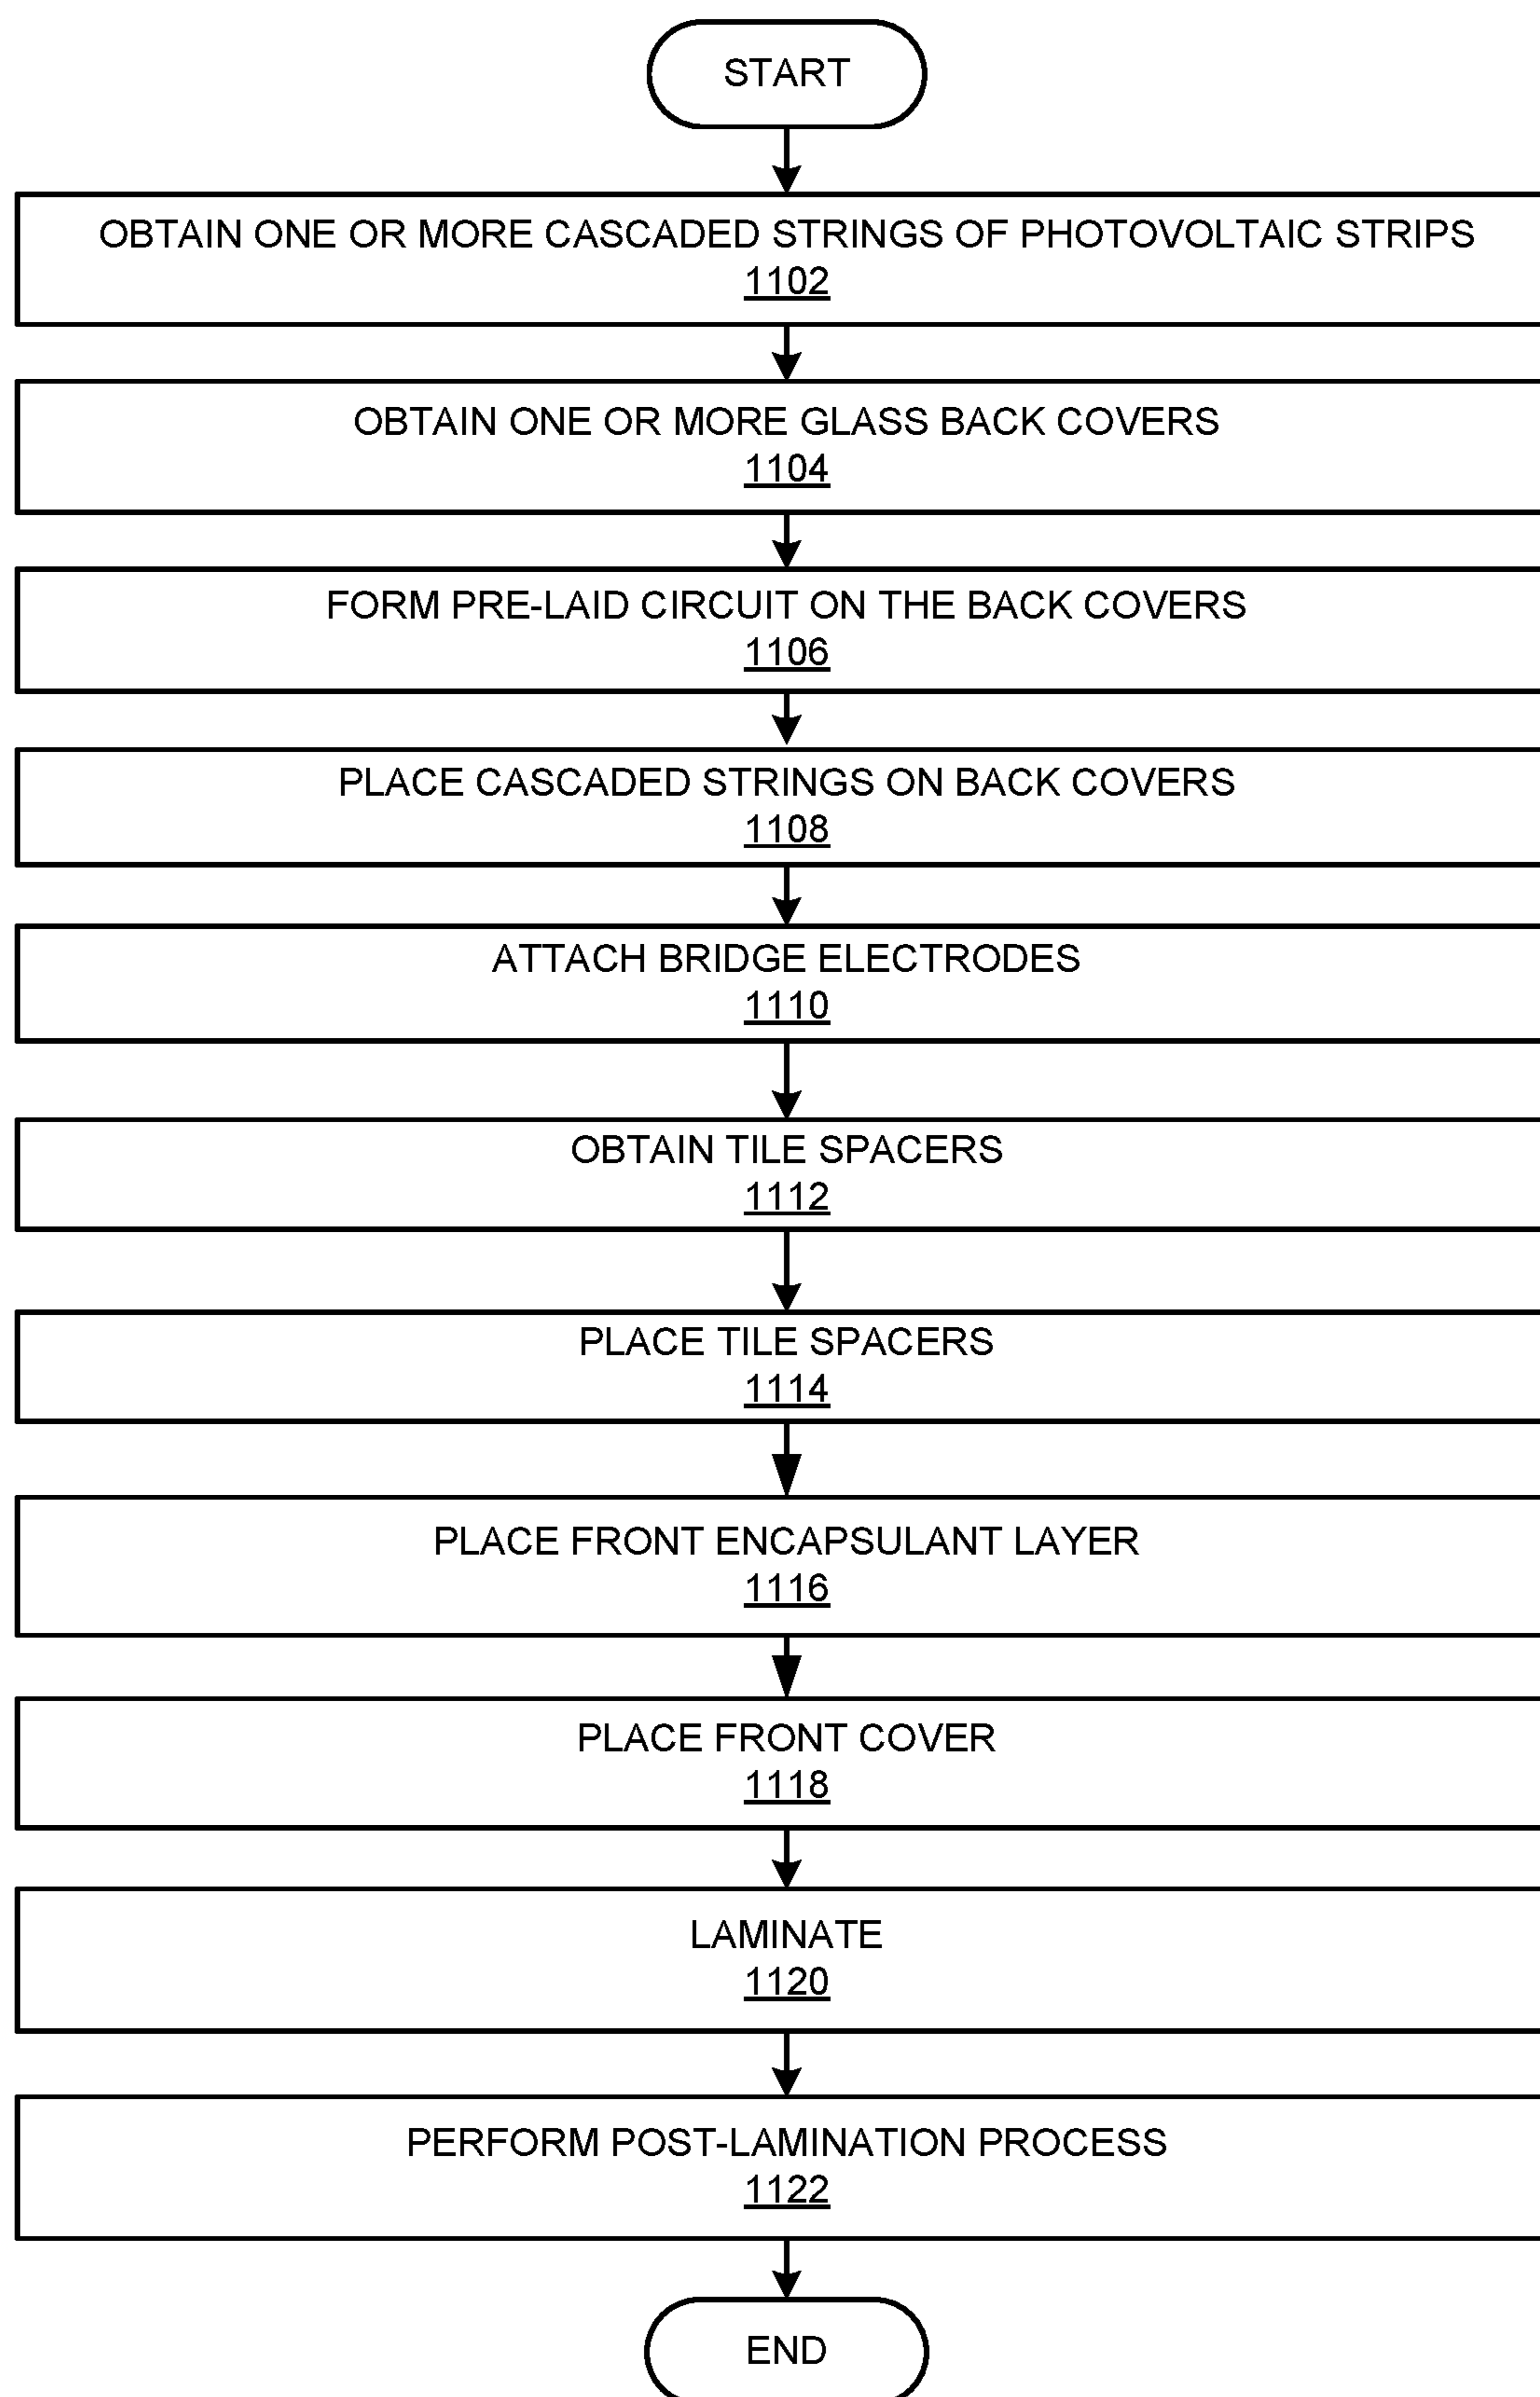 START
OBTAIN ONE OR MORE CASCADED STRINGS OF PHOTOVOLTAIC STRIPS
1102
OBTAIN ONE OR MORE GLASS BACK COVERS
1104
FORM PRE-LAID CIRCUIT ON THE BACK COVERS
1106
PLACE CASCADED STRINGS ON BACK COVERS
1108
ATTACH BRIDGE ELECTRODES
1110
OBTAIN TILE SPACERS
1112
PLACE TILE SPACERS
1114
PLACE FRONT ENCAPSULANT LAYER
1116
PLACE FRONT COVER
1118
LAMINATE
1120
PERFORM POST-LAMINATION PROCESS
1122
END